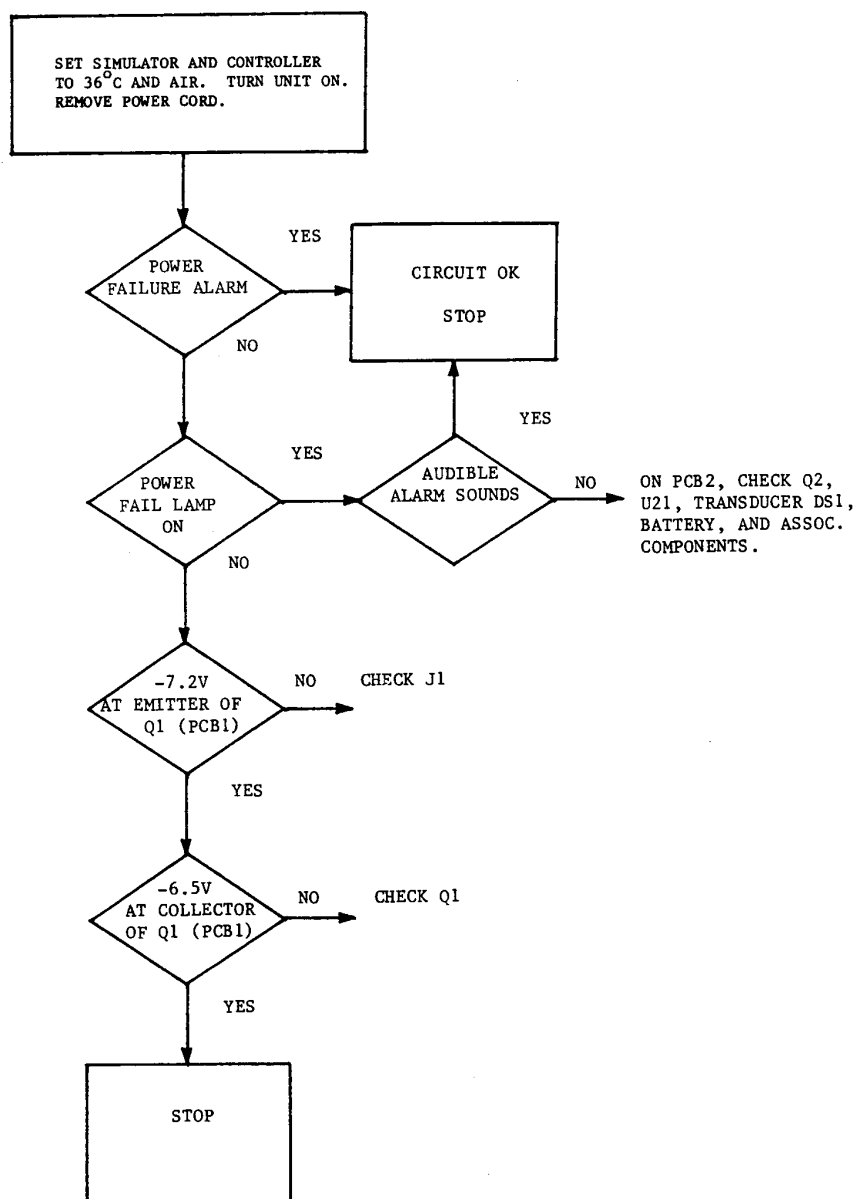 SET SIMULATOR AND CONTROLLER
TO 36°C AND AIR. TURN UNIT ON.
REMOVE POWER CORD.
YES
POWER
FAILURE ALARM
CIRCUIT OK
STOP
NO
YES
YES
POWER
FAIL LAMP
ON
AUDIBLE
ALARM SOUNDS
NO
ON PCB2, CHECK Q2,
U21, TRANSDUCER DS1,
BATTERY, AND ASSOC.
COMPONENTS.
NO
-7.2V
AT EMITTER OF
Q1 (PCB1)
NO
CHECK J1
YES
-6.5V
AT COLLECTOR
OF Q1 (PCB1)
NO
CHECK Q1
YES
STOP